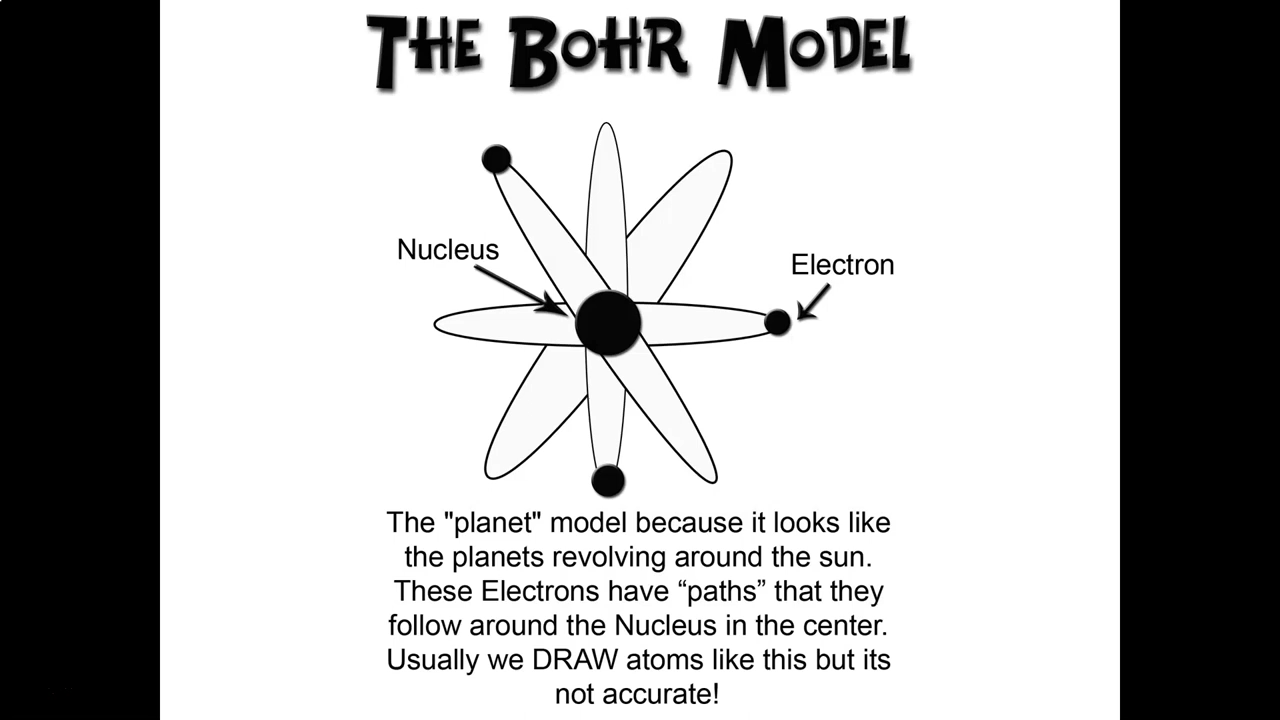 THE BOHR MODEL
Nucleus
Electron
The "planet" model because it looks like
the planets revolving around the sun.
These Electrons have “paths” that they
follow around the Nucleus in the center.
Usually we DRAW atoms like this but its
not accurate!